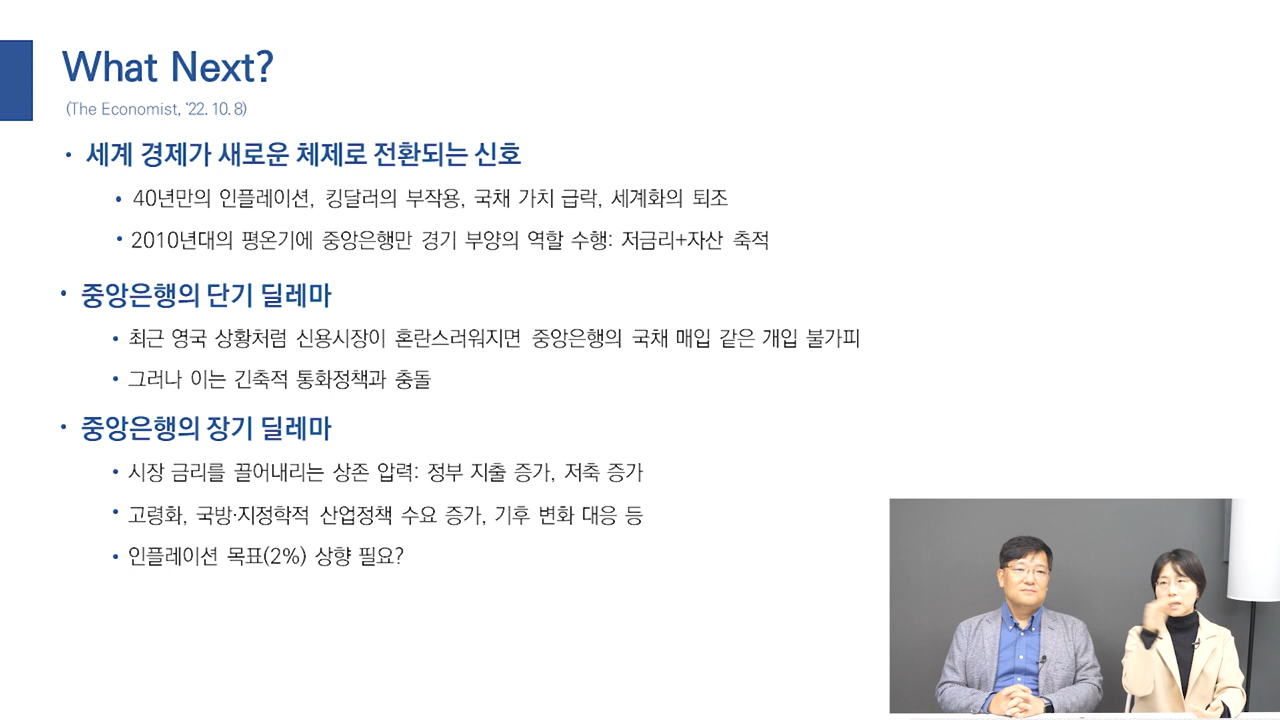 What Next?
(The Economist, ‘22. 10. 8)
• 세계 경제가 새로운 체제로 전환되는 신호
• 40년만의 인플레이션, 킹달러의 부작용, 국채 가치 급락, 세계화의 퇴조
• 2010년대의 평온기에 중앙은행만 경기 부양의 역할 수행: 저금리+자산 축적
• 중앙은행의 단기 딜레마
• 최근 영국 상황처럼 신용시장이 혼란스러워지면 중앙은행의 국채 매입 같은 개입 불가피
• 그러나 이는 긴축적 통화정책과 충돌
• 중앙은행의 장기 딜레마
• 시장 금리를 끌어내리는 상존 압력: 정부 지출 증가, 저축 증가
• 고령화, 국방·지정학적 산업정책 수요 증가, 기후 변화 대응 등
• 인플레이션 목표(2%) 상향 필요?